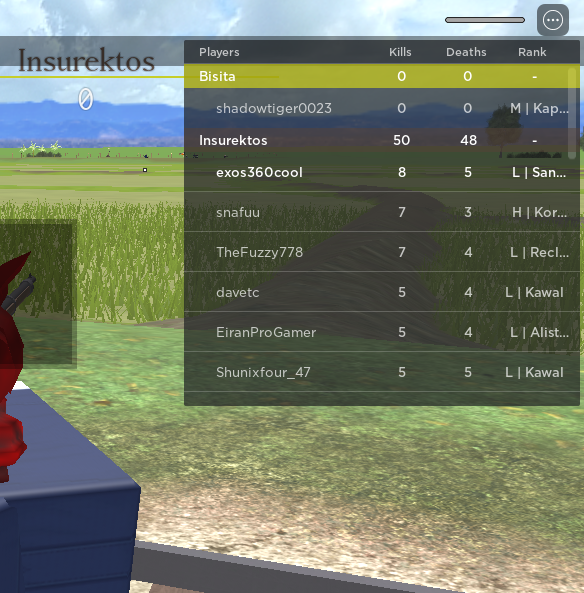 Insurektos
0
Players Kills Deaths Rank
Bisita 0 0 -
shadowtiger0023 0 0 M | Kap...
Insurektos 50 48 -
exos360cool 8 5 L | San...
snafuu 7 3 H | Kor...
TheFuzzy778 7 4 L | Recl...
davetc 5 4 L | Kawal
EiranProGamer 5 4 L | Alist...
Shunixfour_47 5 5 L | Kawal